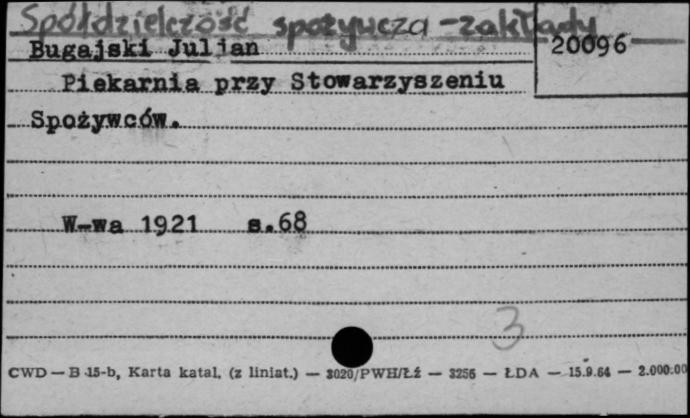 Spółdzielczość spożywcza - zakłady
Bugajski Julian
20096
Piekarnia przy Stowarzyszeniu
Spożywców.
W-wa 1921 s.68
3
CWD — B 15-b, Karta katal. (z liniat.) — 3020/PWH/Łź — 3256 — ŁDA — 15.9.64 — 2.000:00